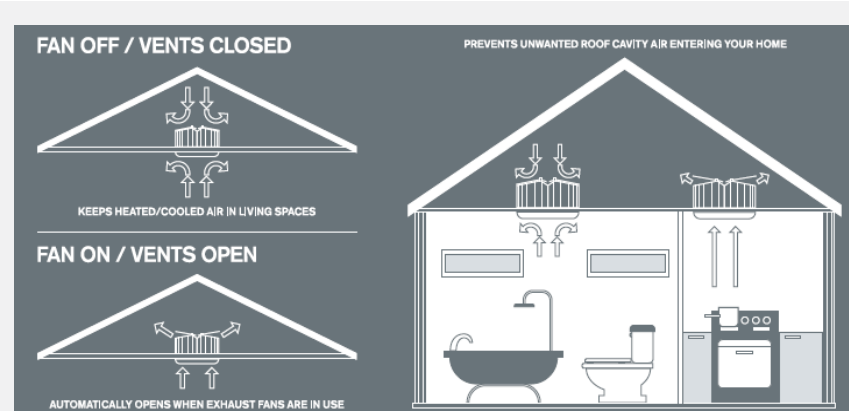 FAN OFF / VENTS CLOSED
KEEPS HEATED/COOLED AIR IN LIVING SPACES
FAN ON / VENTS OPEN
AUTOMATICALLY OPENS WHEN EXHAUST FANS ARE IN USE
PREVENTS UNWANTED ROOF CAVITY AIR ENTERING YOUR HOME